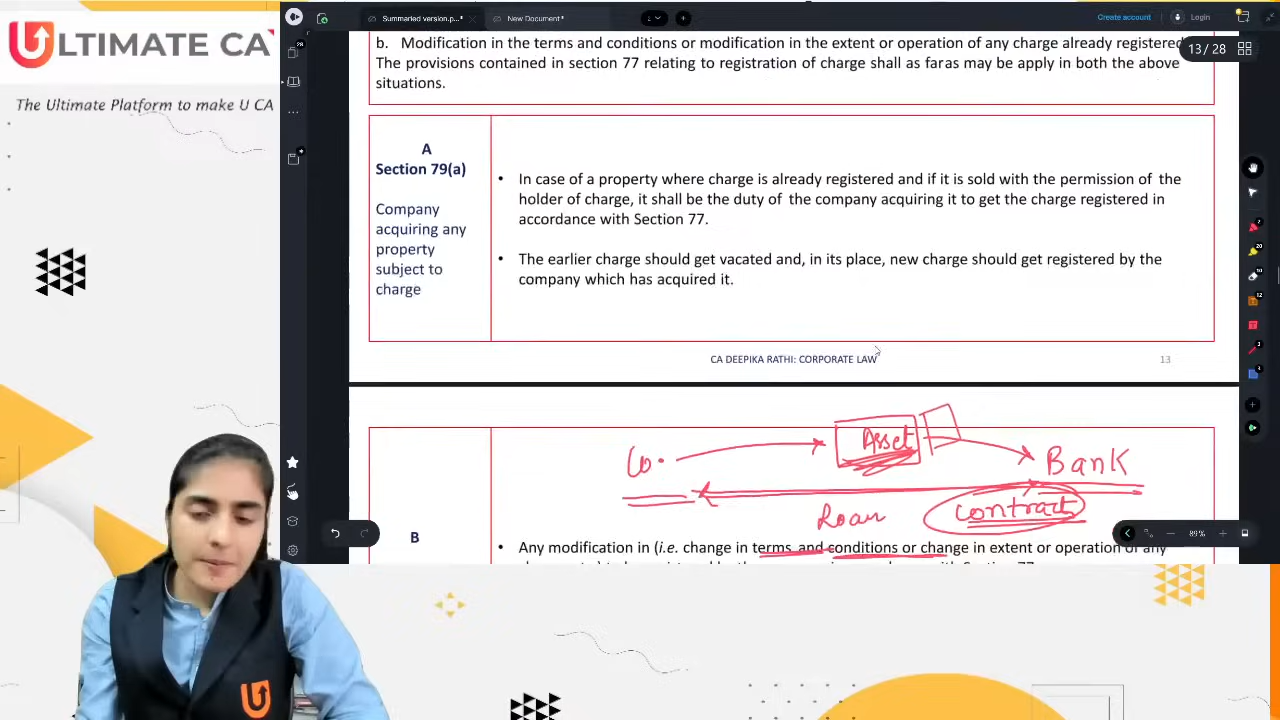 ULTIMATE CA
The Ultimate Platform to make U CA
Summaried version.p...*
New Document*
Create account
Login
13 / 28
b. Modification in the terms and conditions or modification in the extent or operation of any charge already registered.
The provisions contained in section 77 relating to registration of charge shall as far as may be apply in both the above
situations.
A
Section 79(a)
Company
acquiring any
property
subject to
charge
• In case of a property where charge is already registered and if it is sold with the permission of the
holder of charge, it shall be the duty of the company acquiring it to get the charge registered in
accordance with Section 77.
• The earlier charge should get vacated and, in its place, new charge should get registered by the
company which has acquired it.
CA DEEPIKA RATHI: CORPORATE LAW
13
Co.
Asset
Bank
Loan
contract
B
• Any modification in (i.e. change in terms and conditions or change in extent or operation of any
89%